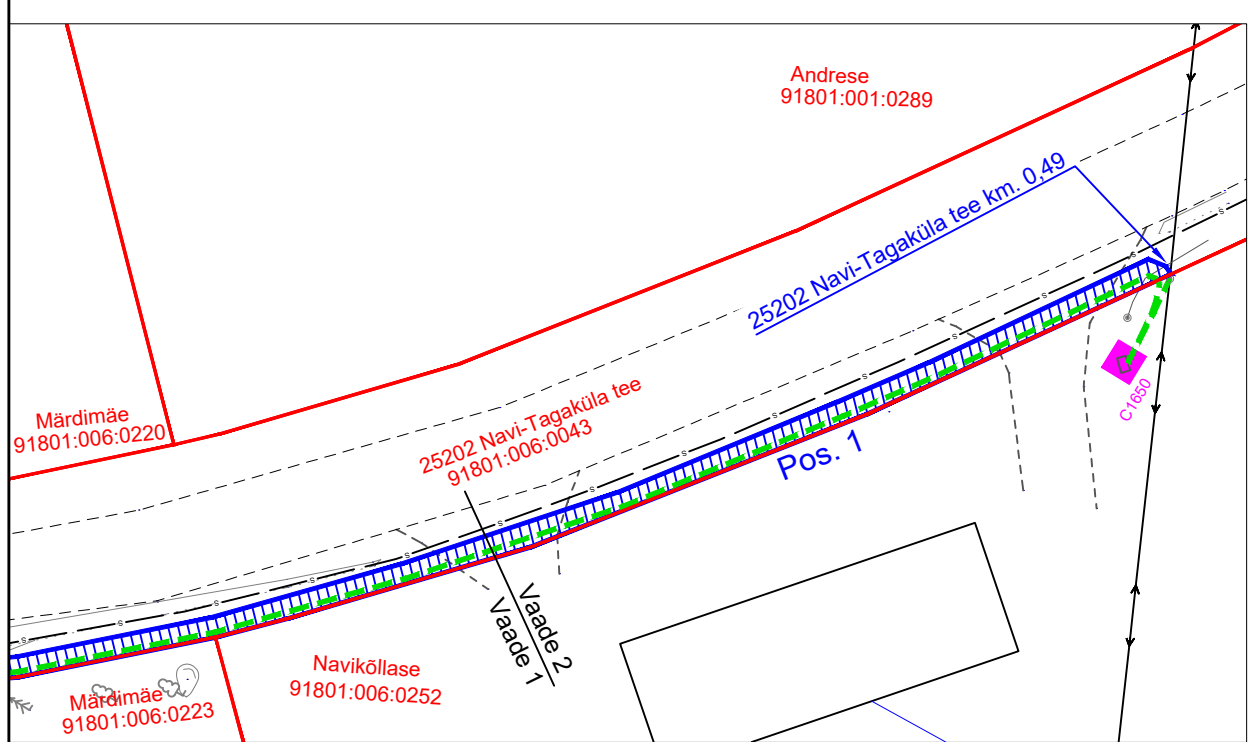 Andrese
91801:001:0289
25202 Navi-Tagaküla tee km. 0,49
C1650
Märdimäe
91801:006:0220
25202 Navi-Tagaküla tee
91801:006:0043
Pos. 1
Vaade 2
Vaade 1
Navikõllase
91801:006:0252
Märdimäe
91801:006:0223
s
s
s
s
s
s
s
s
s
s